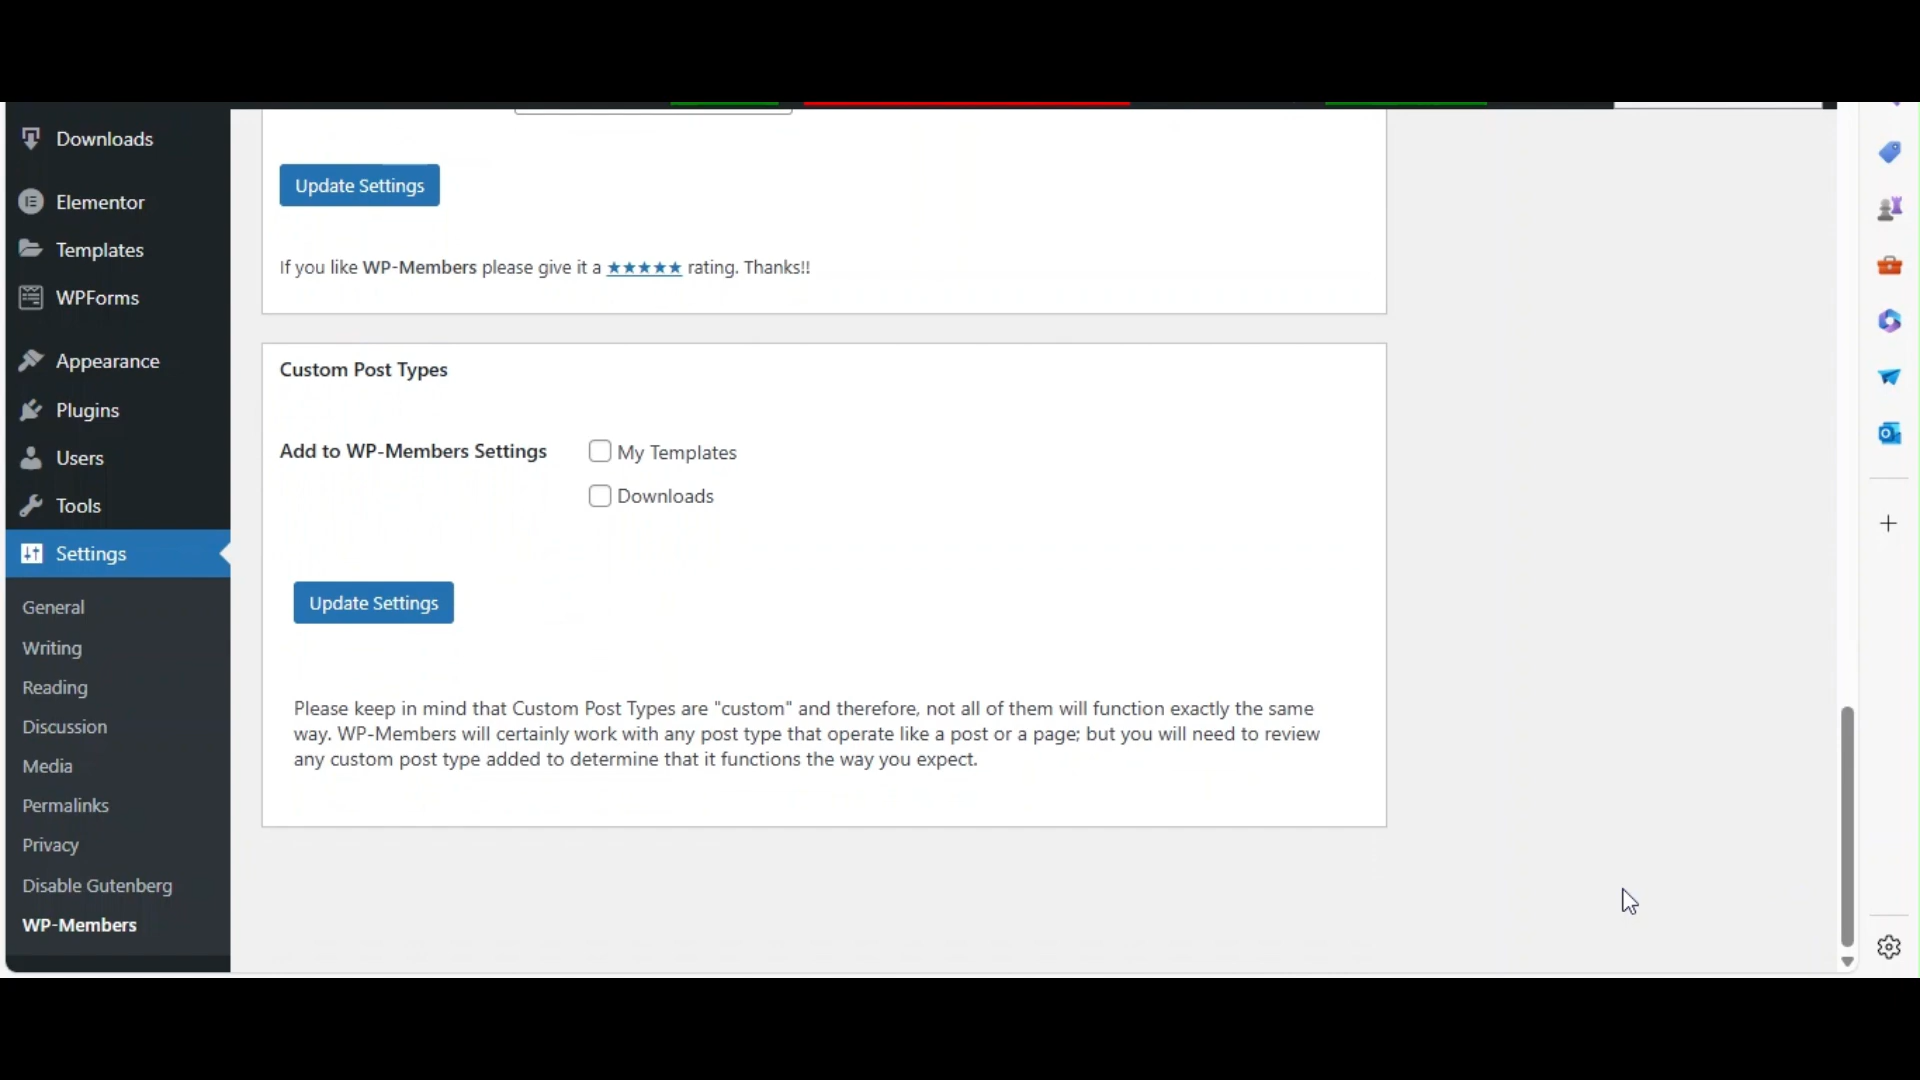 Downloads
Elementor
Templates
WPForms
Appearance
Plugins
Users
Tools
Settings
General
Writing
Reading
Discussion
Media
Permalinks
Privacy
Disable Gutenberg
WP-Members
Update Settings
If you like WP-Members please give it a ★★★★★ rating. Thanks!!
Custom Post Types
Add to WP-Members Settings
My Templates
Downloads
Update Settings
Please keep in mind that Custom Post Types are "custom" and therefore, not all of them will function exactly the same
way. WP-Members will certainly work with any post type that operate like a post or a page; but you will need to review
any custom post type added to determine that it functions the way you expect.